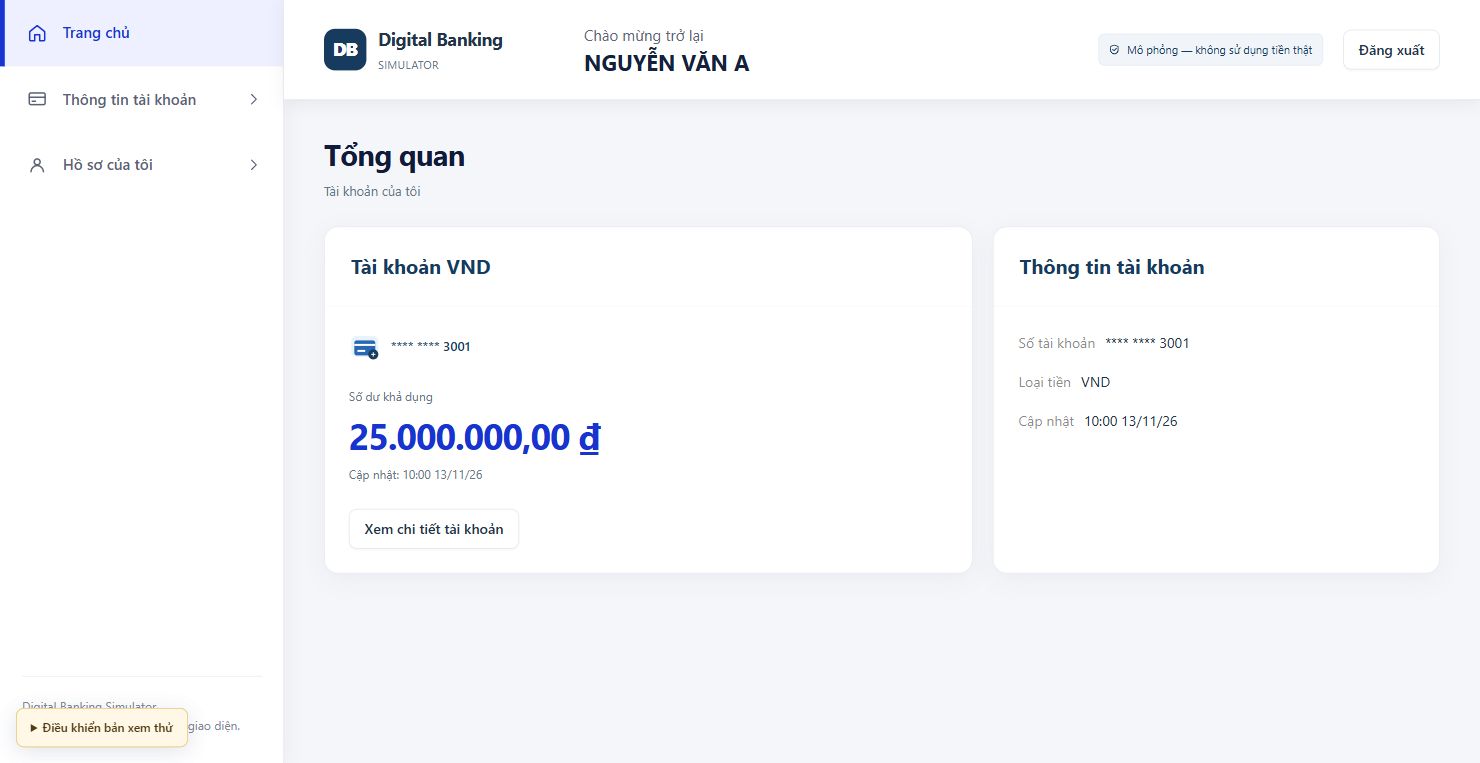 Trang chủ
Thông tin tài khoản
Hồ sơ của tôi
DB
Digital Banking
SIMULATOR
Chào mừng trở lại
NGUYỄN VĂN A
Mô phỏng — không sử dụng tiền thật
Đăng xuất
Tổng quan
Tài khoản của tôi
Tài khoản VND
**** **** 3001
Số dư khả dụng
25.000.000,00 ₫
Cập nhật: 10:00 13/11/26
Xem chi tiết tài khoản
Thông tin tài khoản
Số tài khoản **** **** 3001
Loại tiền VND
Cập nhật 10:00 13/11/26
Digital Banking Simulator
giao diện.
Điều khiển bản xem thử